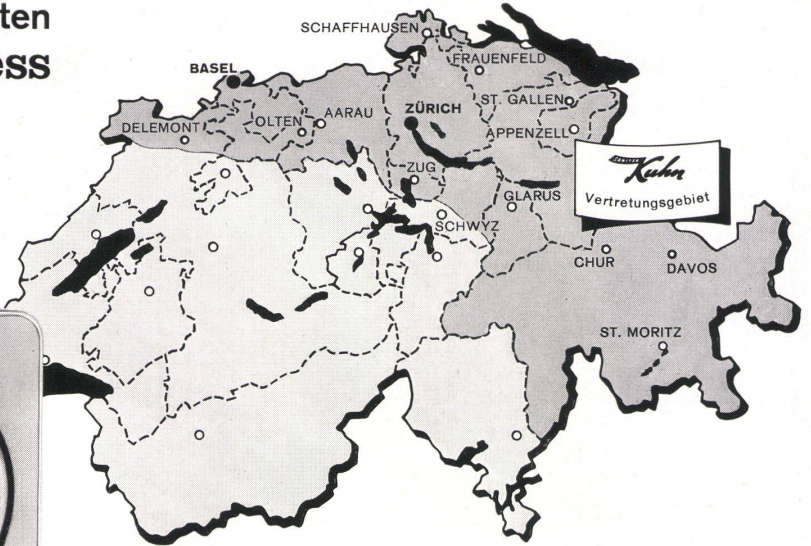 ten
ess
SCHAFFHAUSEN
FRAUENFELD
BASEL
ST. GALLEN
ZÜRICH
AARAU
OLTEN
DELEMONT
APPENZELL
ZUG
GLARUS
SCHWYZ
Kuhn
Vertretungsgebiet
CHUR
DAVOS
ST. MORITZ